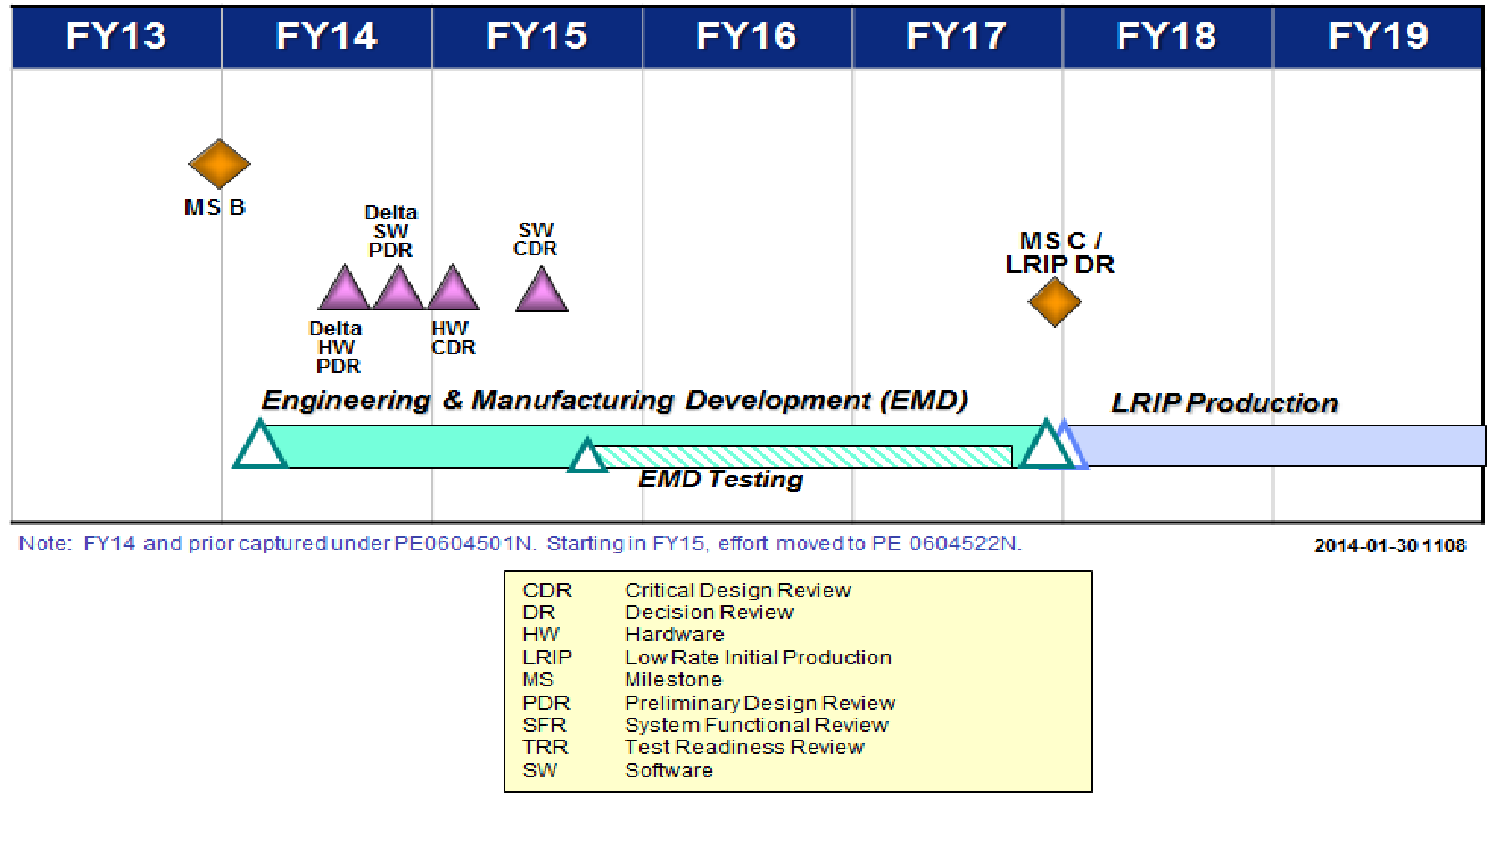 FY13 FY14 FY15 FY16 FY17 FY18 FY19
MS B
Delta
SW
PDR
SW
CDR
MS C /
LRIP DR
Delta
HW
PDR
HW
CDR
Engineering & Manufacturing Development (EMD)
LRIP Production
EMD Testing
Note: FY14 and prior captured under PE0604501N. Starting in FY15, effort moved to PE 0604522N.
2014-01-30 1108
CDR Critical Design Review
DR Decision Review
HW Hardware
LRIP Low Rate Initial Production
MS Milestone
PDR Preliminary Design Review
SFR System Functional Review
TRR Test Readiness Review
SW Software